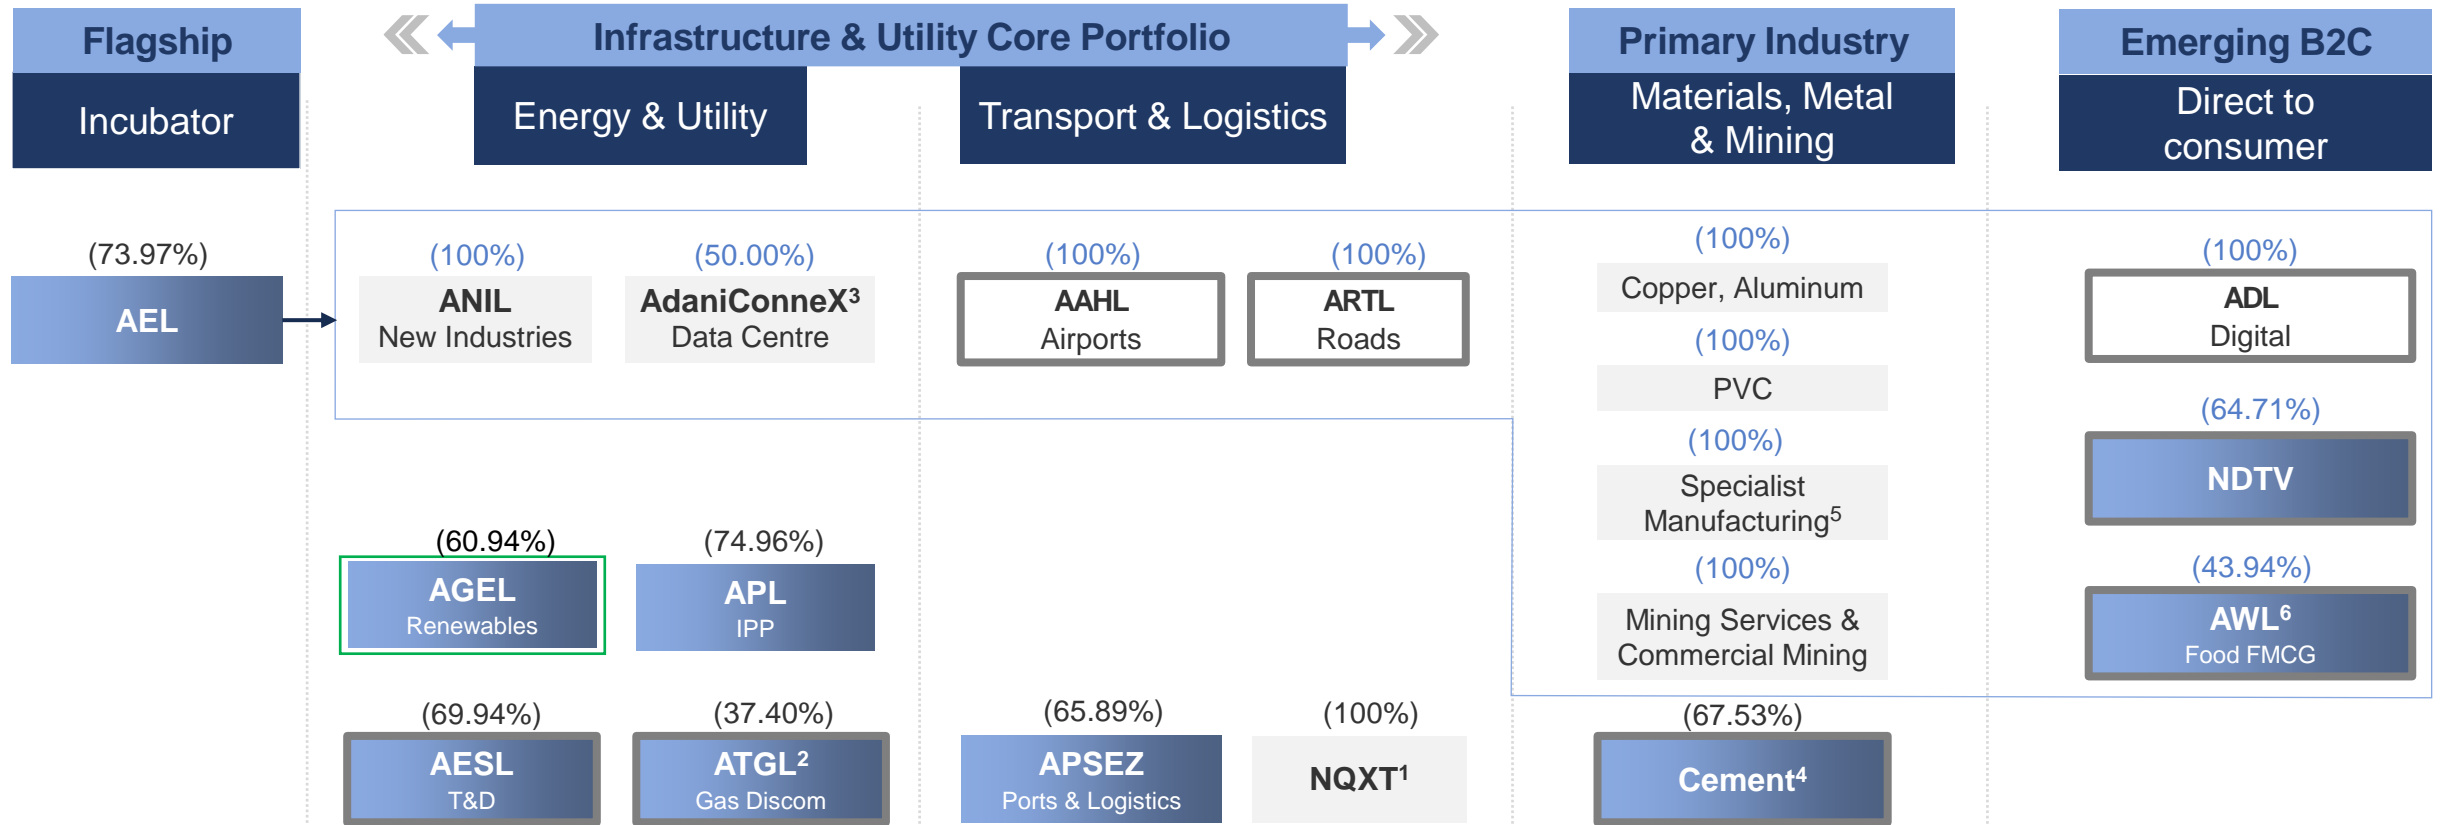 Flagship
Incubator
Infrastructure & Utility Core Portfolio
Energy & Utility
Transport & Logistics
Primary Industry
Materials, Metal
& Mining
Emerging B2C
Direct to
consumer
(73.97%)
AEL
(100%)
ANIL
New Industries
(50.00%)
AdaniConneX³
Data Centre
(100%)
AAHL
Airports
(100%)
ARTL
Roads
(100%)
Copper, Aluminum
(100%)
PVC
(100%)
Specialist
Manufacturing⁵
(100%)
Mining Services &
Commercial Mining
(100%)
ADL
Digital
(64.71%)
NDTV
(43.94%)
AWL⁶
Food FMCG
(60.94%)
AGEL
Renewables
(74.96%)
APL
IPP
(69.94%)
AESL
T&D
(37.40%)
ATGL²
Gas Discom
(65.89%)
APSEZ
Ports & Logistics
(100%)
NQXT¹
(67.53%)
Cement⁴